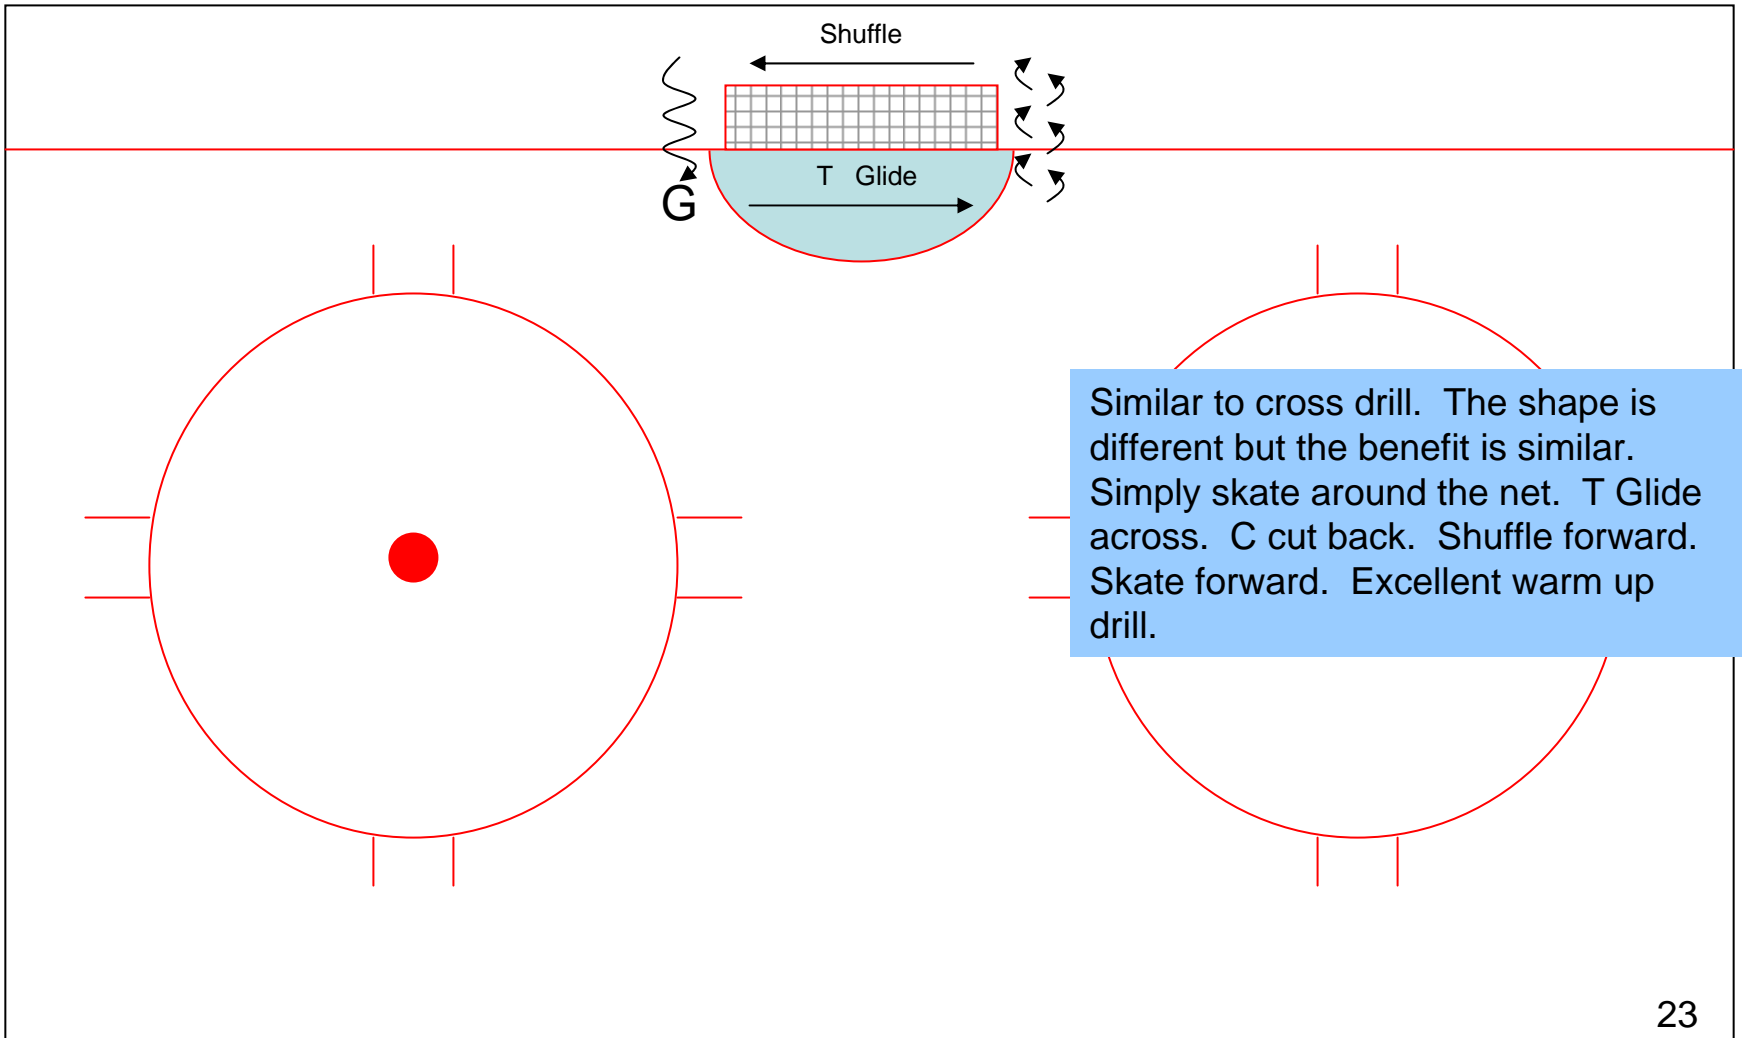 Shuffle
T Glide
G
Similar to cross drill. The shape is
different but the benefit is similar.
Simply skate around the net. T Glide
across. C cut back. Shuffle forward.
Skate forward. Excellent warm up
drill.
23